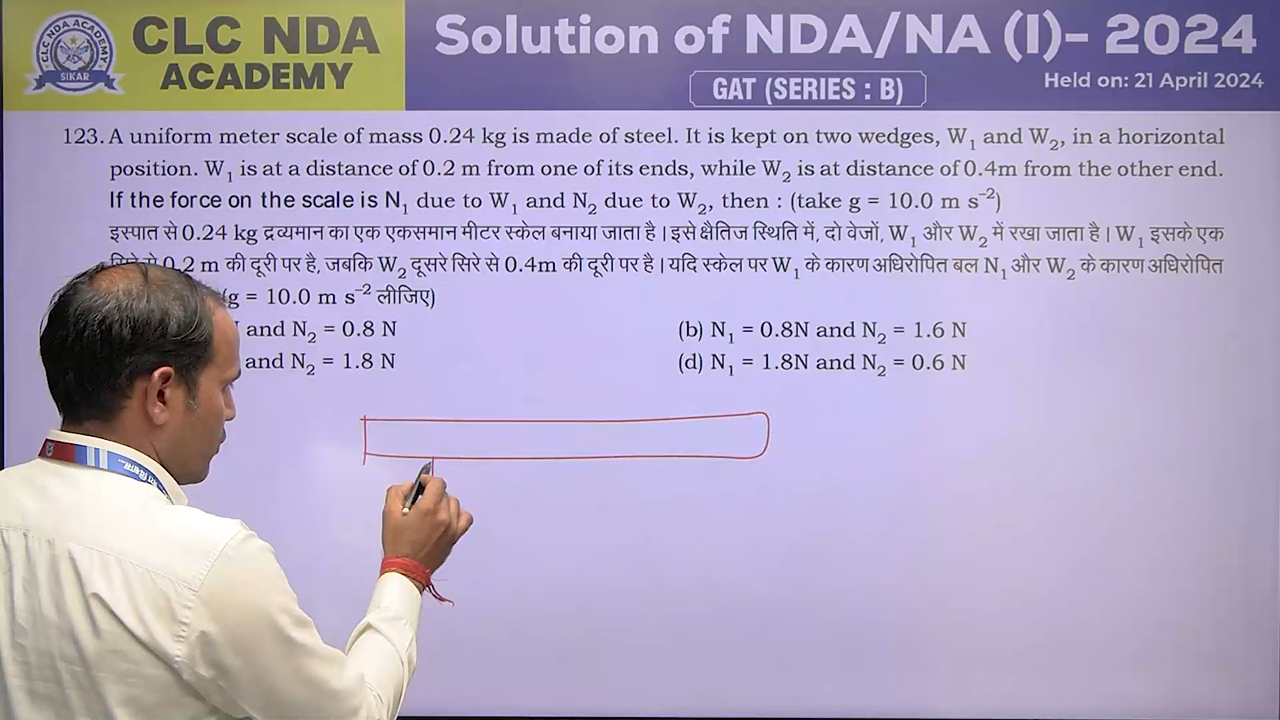 CLC NDA ACADEMY
SIKAR
CLC NDA
ACADEMY
Solution of NDA/NA (I)- 2024
GAT (SERIES : B)
Held on: 21 April 2024
123. A uniform meter scale of mass 0.24 kg is made of steel. It is kept on two wedges, W₁ and W₂, in a horizontal
position. W₁ is at a distance of 0.2 m from one of its ends, while W₂ is at distance of 0.4m from the other end.
If the force on the scale is N₁ due to W₁ and N₂ due to W₂, then : (take g = 10.0 m s⁻²)
इस्पात से 0.24 kg द्रव्यमान का एक एकसमान मीटर स्केल बनाया जाता है। इसे क्षैतिज स्थिति में, दो वेजों, W₁ और W₂ में रखा जाता है। W₁ इसके एक
सिरे से 0.2 m की दूरी पर है, जबकि W₂ दूसरे सिरे से 0.4m की दूरी पर है। यदि स्केल पर W₁ के कारण अधिरोपित बल N₁ और W₂ के कारण अधिरोपित
(g = 10.0 m s⁻² लीजिए)
and N₂ = 0.8 N
(b) N₁ = 0.8N and N₂ = 1.6 N
and N₂ = 1.8 N
(d) N₁ = 1.8N and N₂ = 0.6 N